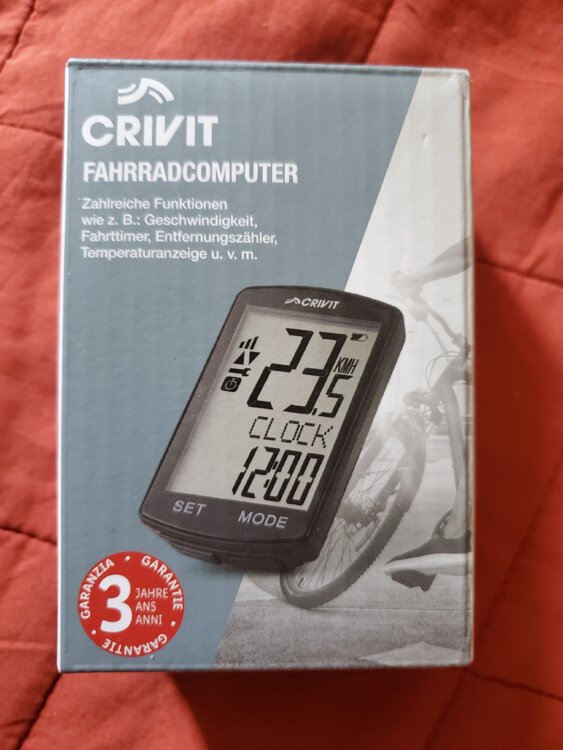 CRIVIT
FAHRRADCOMPUTER
Zahlreiche Funktionen
wie z. B.: Geschwindigkeit,
Fahrttimer, Entfernungszähler,
Temperaturanzeige u. v. m.
CRIVIT
23.5 KMH
CLOCK
12:00
SET MODE
GARANZIA • GARANTIE • GARANTIE •
3 JAHRE
ANS
ANNI